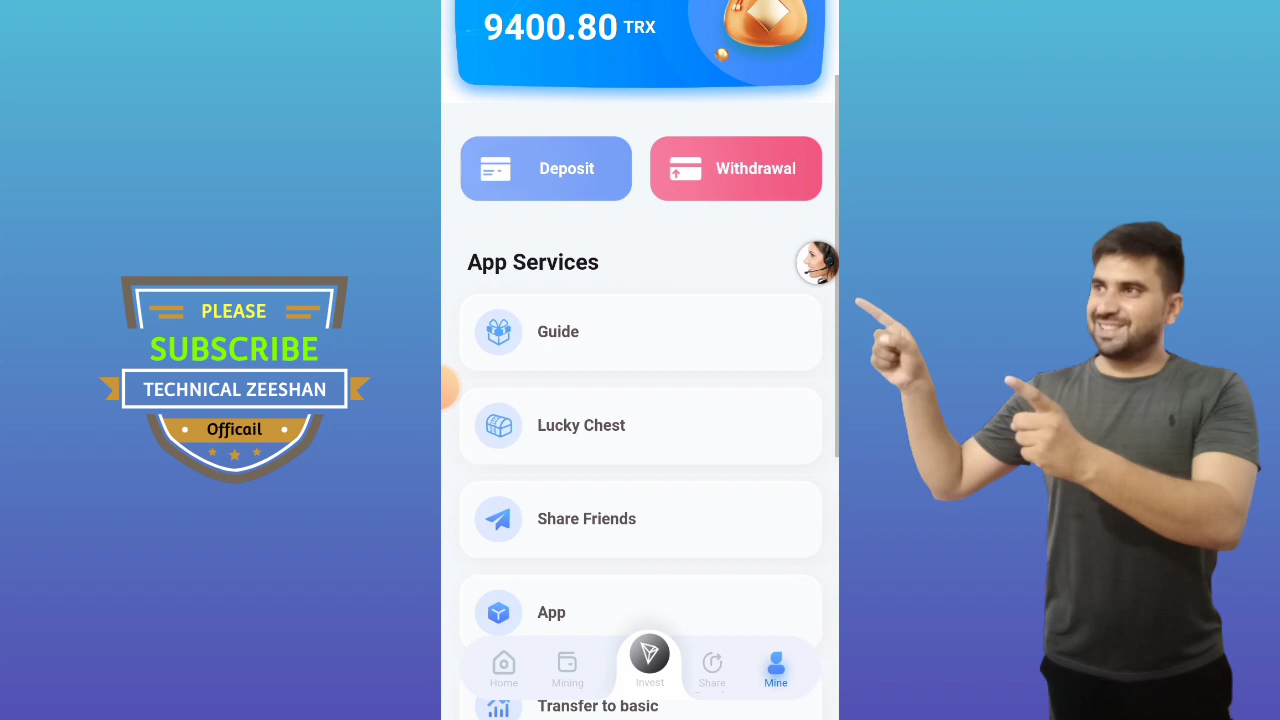 PLEASE
SUBSCRIBE
TECHNICAL ZEESHAN
Officail
9400.80 TRX
Deposit
Withdrawal
App Services
Guide
Lucky Chest
Share Friends
App
Transfer to basic
Home
Mining
Invest
Share
Mine